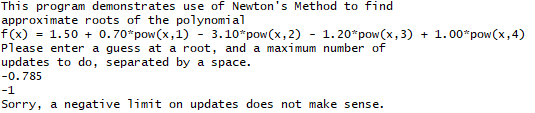 This program demonstrates use of Newton's Method to find
approximate roots of the polynomial
f(x) = 1.50 + 0.70*pow(x,1) - 3.10*pow(x,2) - 1.20*pow(x,3) + 1.00*pow(x,4)
Please enter a guess at a root, and a maximum number of
updates to do, separated by a space.
-0.785
-1
Sorry, a negative limit on updates does not make sense.